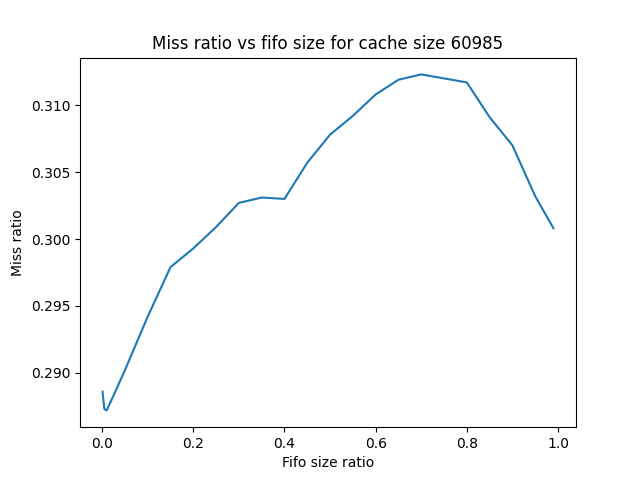 Miss ratio vs fifo size for cache size 60985
0.310
0.305
0.300
0.295
0.290
Miss ratio
0.0 0.2 0.4 0.6 0.8 1.0
Fifo size ratio